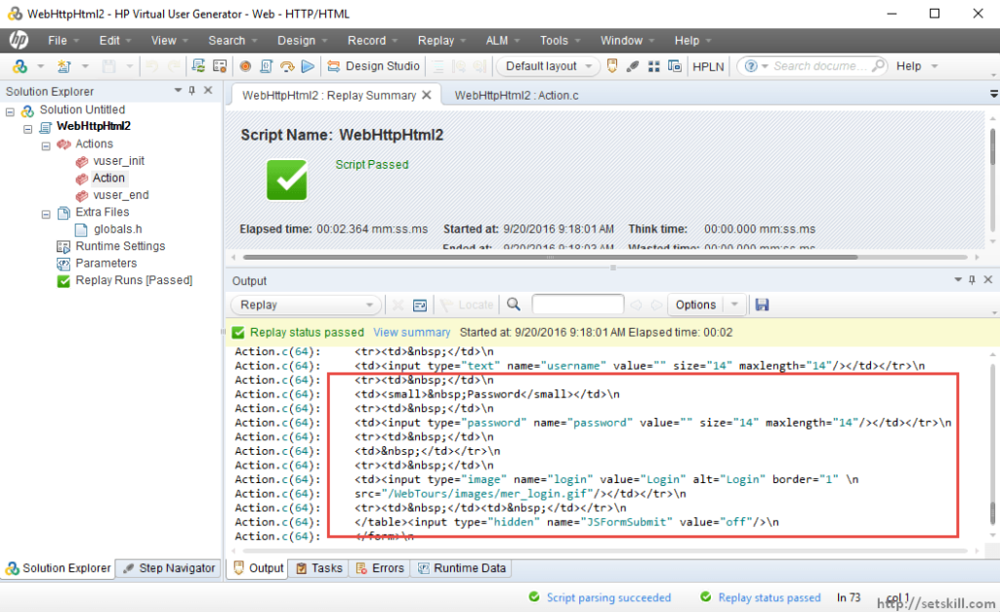 WebHttpHtml2 - HP Virtual User Generator - Web - HTTP/HTML
hp File Edit View Search Design Record Replay ALM Tools Window Help
Design Studio Default layout HPLN Search docume... Help
Solution Explorer
Solution Untitled
WebHttpHtml2
Actions
vuser_init
Action
vuser_end
Extra Files
globals.h
Runtime Settings
Parameters
Replay Runs [Passed]
WebHttpHtml2 : Replay Summary WebHttpHtml2 : Action.c
Script Name: WebHttpHtml2
Script Passed
Elapsed time: 00:02.364 mm:ss.ms Started at: 9/20/2016 9:18:01 AM Think time: 00:00.000 mm:ss.ms
Ended at: 9/20/2016 9:18:03 AM Wasted time: 00:00.000 mm:ss.ms
Output
Replay Locate Options
Replay status passed View summary Started at: 9/20/2016 9:18:01 AM Elapsed time: 00:02
Action.c(64): <tr><td>&nbsp;</td>\n
Action.c(64): <td><input type="text" name="username" value="" size="14" maxlength="14"/></td></tr>\n
Action.c(64): <tr><td>&nbsp;</td>\n
Action.c(64): <td><small>&nbsp;Password</small></td>\n
Action.c(64): <tr><td>&nbsp;</td>\n
Action.c(64): <td><input type="password" name="password" value="" size="14" maxlength="14"/></td></tr>\n
Action.c(64): <tr><td>&nbsp;</td>\n
Action.c(64): <td>&nbsp;</td></tr>\n
Action.c(64): <tr><td>&nbsp;</td>\n
Action.c(64): <td><input type="image" name="login" value="Login" alt="Login" border="1" \n
Action.c(64): src="/WebTours/images/mer_login.gif"/></td></tr>\n
Action.c(64): <tr><td>&nbsp;</td><td>&nbsp;</td></tr>\n
Action.c(64): </table><input type="hidden" name="JSFormSubmit" value="off"/>\n
Action.c(64): </form>\n
Solution Explorer Step Navigator Output Tasks Errors Runtime Data
Script parsing succeeded Replay status passed ln 73 col 1
http://setskill.com